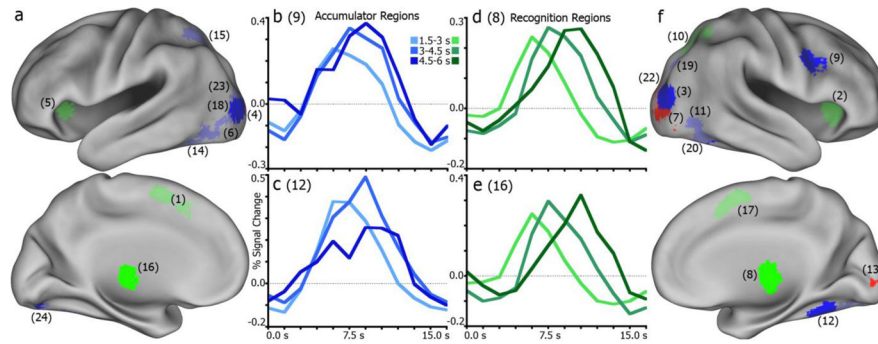 a
(15)
(5)
(23)
(18)
(4)
(6)
(14)
(1)
(16)
(24)
b (9) Accumulator Regions
0.4
0.0
-0.3
c (12)
0.5
0.0
-0.2
% Signal Change
0.0 s 7.5 s 15.0 s
d (8) Recognition Regions
0.3
1.5-3 s
3-4.5 s
4.5-6 s
0.0
-0.2
e (16)
0.4
0.0
-0.2
0.0 s 7.5 s 15.0 s
f
(10)
(19)
(9)
(22)
(3)
(2)
(11)
(7)
(20)
(17)
(8)
(13)
(12)